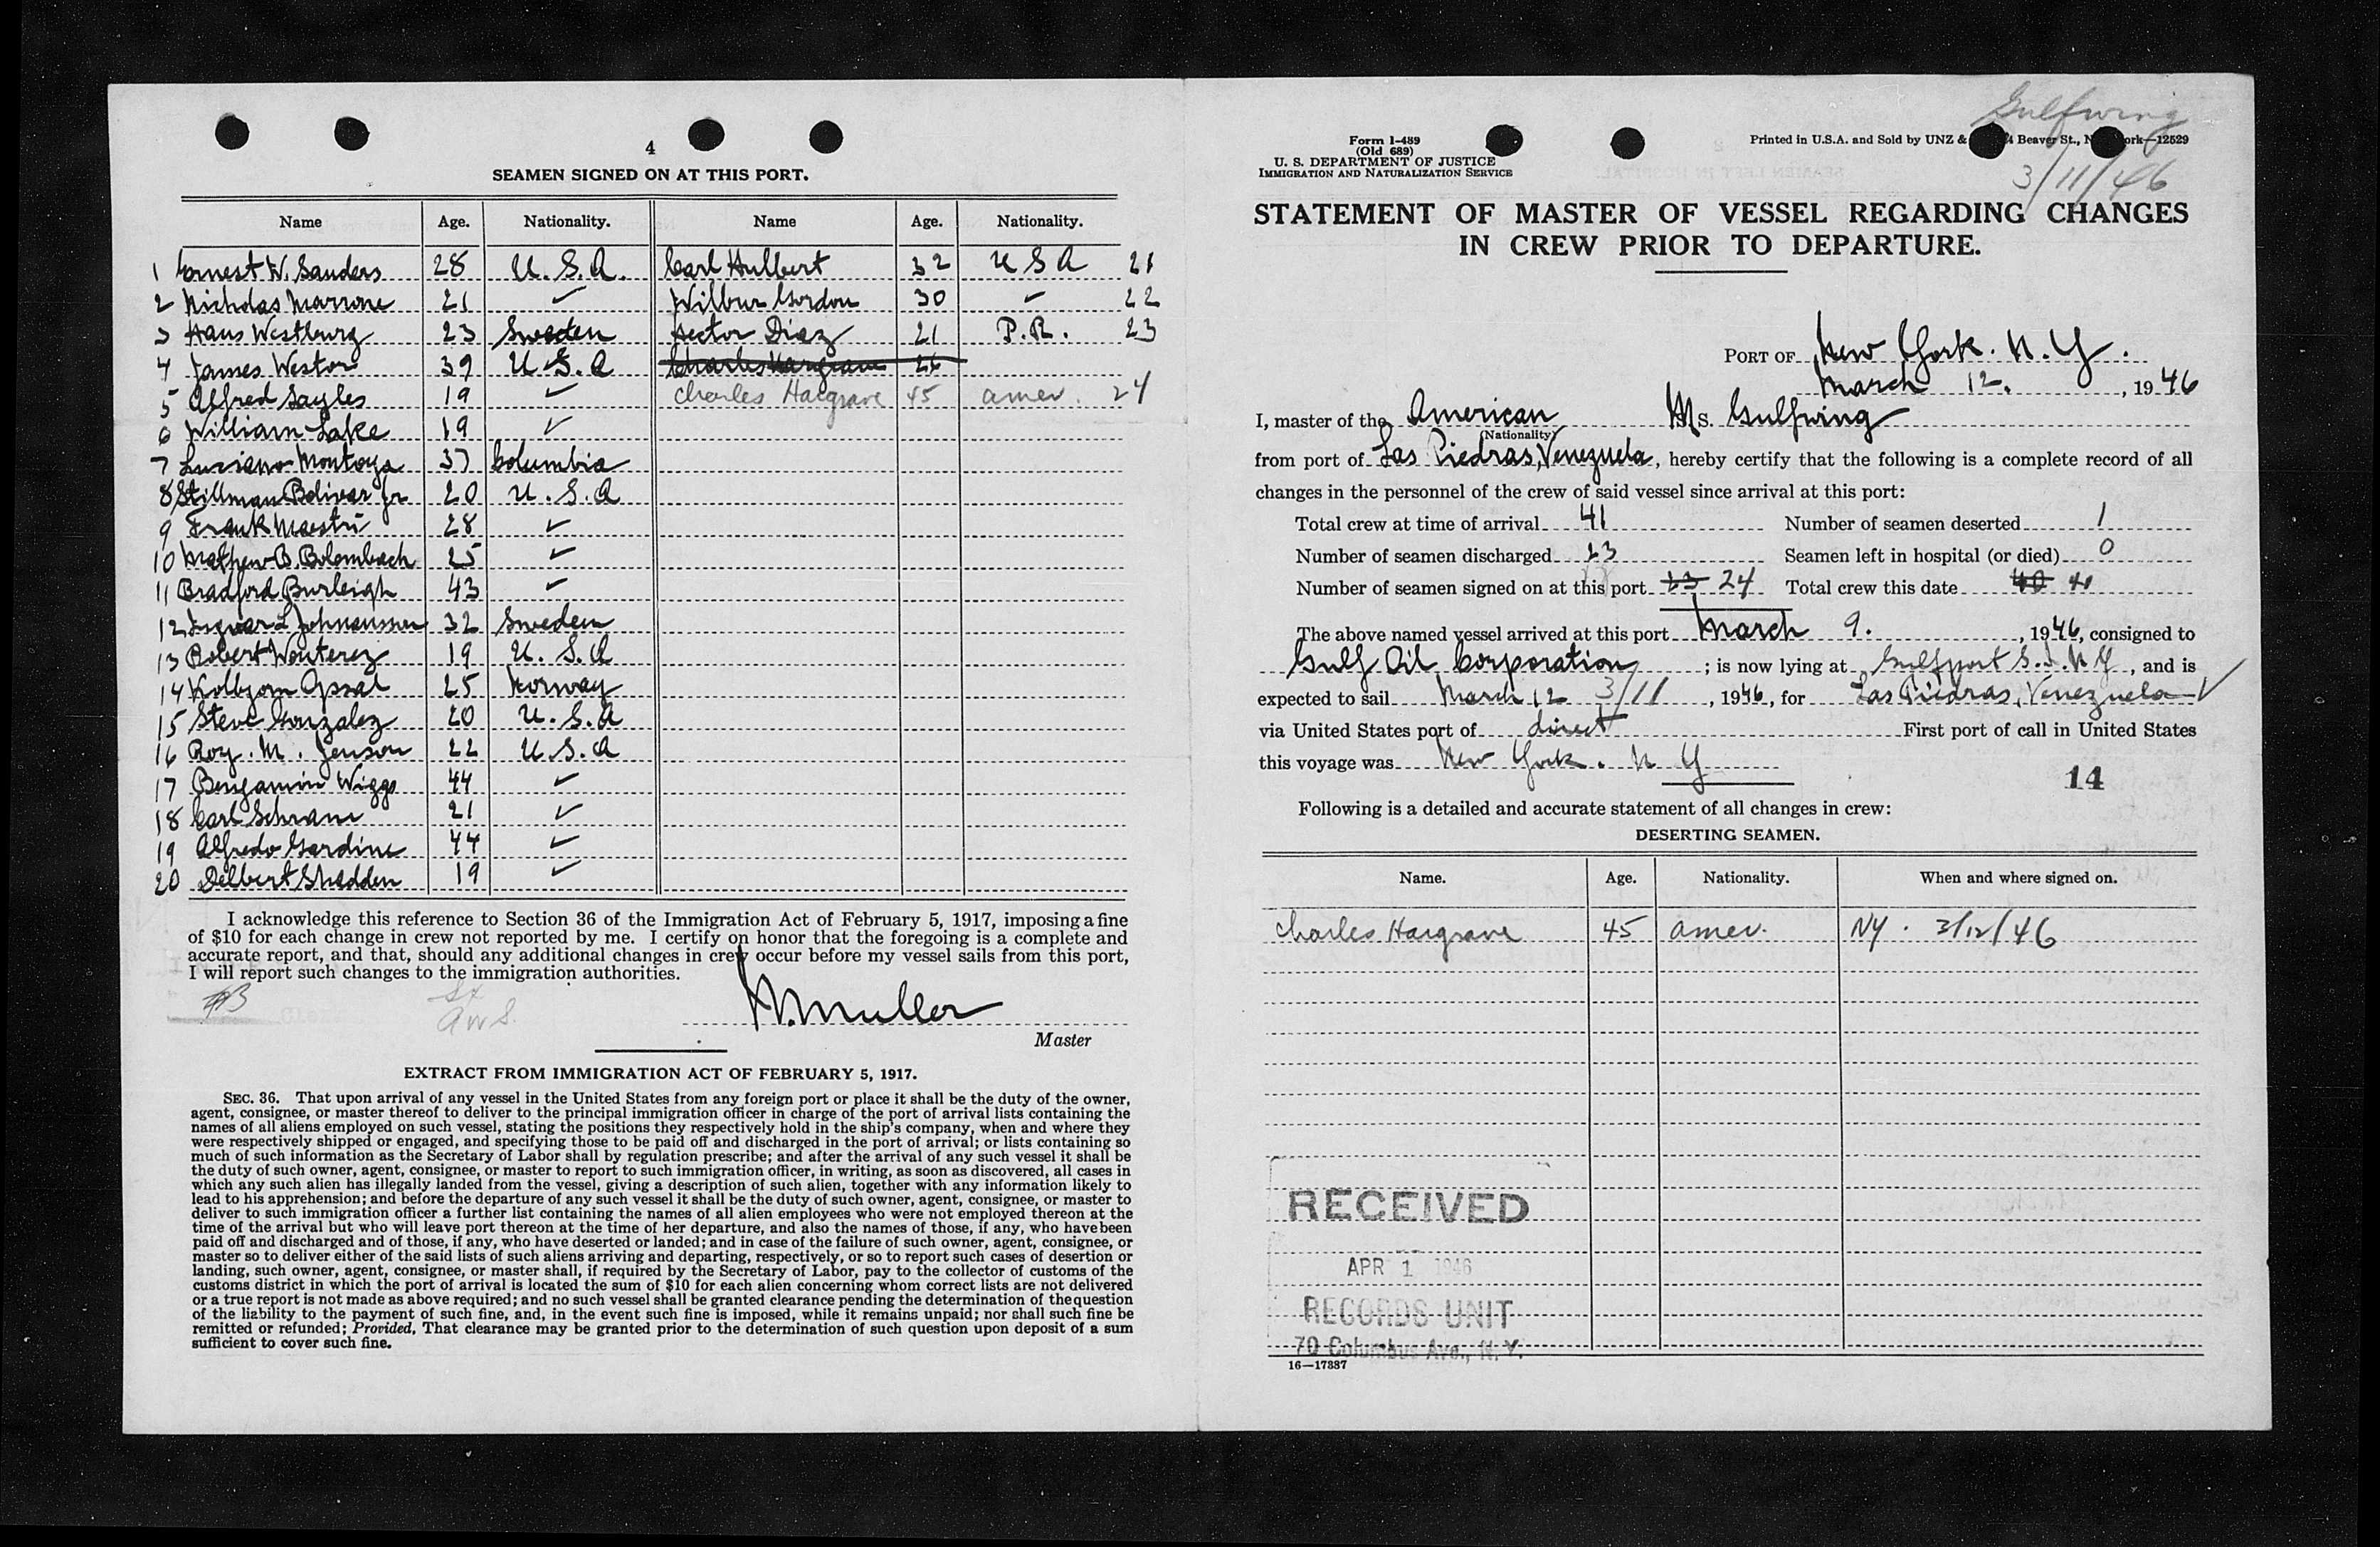 4
SEAMEN SIGNED ON AT THIS PORT.
Name Age. Nationality. Name Age. Nationality.
1 Ernest W. Sanders 28 U.S.A. Carl Hulbert 32 U S A 21
2 Nicholas Marrone 21 ✓ Wilbur Gordon 30 ✓ 22
3 Hans Westburg 23 Sweden Hector Diaz 21 P.R. 23
4 James Weston 39 U.S.A Charles Hargrave 26
5 Alfred Sayles 19 ✓ Charles Hargrave 45 amer. 24
6 William Lake 19 ✓
7 Luciano Montoya 37 Columbia
8 Stillman Bolivar Jr 20 U.S.A
9 Frank Maestri 28 ✓
10 Mathew B. 25 ✓
11 Bradford Burleigh 43 ✓
12 Ingvar L 32 Sweden
13 Robert 19 U.S.A
14 25 Norway
15 Steve Gonzalez 20 U.S.A
16 Roy. M. Jenson 22 U.S.A
17 Benjamin Wiggs 44 ✓
18 Carl Schram 21 ✓
19 Alfredo Gardine 44 ✓
20 Delbert Shedden 19 ✓
I acknowledge this reference to Section 36 of the Immigration Act of February 5, 1917, imposing a fine
of $10 for each change in crew not reported by me. I certify on honor that the foregoing is a complete and
accurate report, and that, should any additional changes in crew occur before my vessel sails from this port,
I will report such changes to the immigration authorities.
Muller
Master
EXTRACT FROM IMMIGRATION ACT OF FEBRUARY 5, 1917.
SEC. 36. That upon arrival of any vessel in the United States from any foreign port or place it shall be the duty of the owner,
agent, consignee, or master thereof to deliver to the principal immigration officer in charge of the port of arrival lists containing the
names of all aliens employed on such vessel, stating the positions they respectively hold in the ship's company, when and where they
were respectively shipped or engaged, and specifying those to be paid off and discharged in the port of arrival; or lists containing so
much of such information as the Secretary of Labor shall by regulation prescribe; and after the arrival of any such vessel it shall be
the duty of such owner, agent, consignee, or master to report to such immigration officer, in writing, as soon as discovered, all cases in
which any such alien has illegally landed from the vessel, giving a description of such alien, together with any information likely to
lead to his apprehension; and before the departure of any such vessel it shall be the duty of such owner, agent, consignee, or master to
deliver to such immigration officer a further list containing the names of all alien employees who were not employed thereon at the
time of the arrival but who will leave port thereon at the time of her departure, and also the names of those, if any, who have been
paid off and discharged and of those, if any, who have deserted or landed; and in case of the failure of such owner, agent, consignee, or
master so to deliver either of the said lists of such aliens arriving and departing, respectively, or so to report such cases of desertion or
landing, such owner, agent, consignee, or master shall, if required by the Secretary of Labor, pay to the collector of customs of the
customs district in which the port of arrival is located the sum of $10 for each alien concerning whom correct lists are not delivered
or a true report is not made as above required; and no such vessel shall be granted clearance pending the determination of the question
of the liability to the payment of such fine, and, in the event such fine is imposed, while it remains unpaid; nor shall such fine be
remitted or refunded; Provided, That clearance may be granted prior to the determination of such question upon deposit of a sum
sufficient to cover such fine.
Gulfwing
3/11/46
Form I-489
(Old 689)
U. S. DEPARTMENT OF JUSTICE
IMMIGRATION AND NATURALIZATION SERVICE
Printed in U.S.A. and Sold by UNZ & Beaver St., N ork—12529
STATEMENT OF MASTER OF VESSEL REGARDING CHANGES
IN CREW PRIOR TO DEPARTURE.
PORT OF New York. N.Y.
March 12., 1946
I, master of the American Ms. Gulfwing
(Nationality)
from port of Las Piedras, Venezuela, hereby certify that the following is a complete record of all
changes in the personnel of the crew of said vessel since arrival at this port:
Total crew at time of arrival 41 Number of seamen deserted 1
Number of seamen discharged 23 Seamen left in hospital (or died) 0
Number of seamen signed on at this port 23 24 Total crew this date 40 41
The above named vessel arrived at this port March 9., 1946, consigned to
Gulf Oil Corporation; is now lying at Gulfport S.I. N Y, and is
expected to sail March 12 3/11, 1946, for Las Piedras, Venezuela ✓
via United States port of direct First port of call in United States
this voyage was New York. N Y
14
Following is a detailed and accurate statement of all changes in crew:
DESERTING SEAMEN.
Name. Age. Nationality. When and where signed on.
Charles Hargrave 45 amer. NY. 3/12/46
RECEIVED
APR 1 1946
RECORDS UNIT
70 Columbus Ave., N. Y.
16—17887